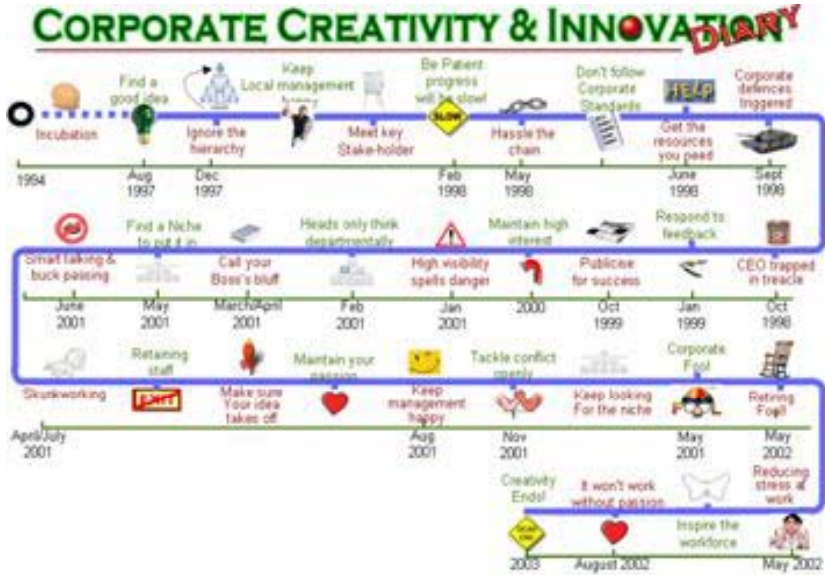 CORPORATE CREATIVITY & INNOVATION
DIARY
Find a
good idea
Keep
Local management
happy
Be Patient
progress
will be slow!
Don't follow
Corporate
Standards
HELP
Corporate
defences
triggered
Incubation
Ignore the
hierarchy
Meet key
Stake-holder
SLOW
Hassle the
chain
Get the
resources
you need
1994
Aug
1997
Dec
1997
Feb
1998
May
1998
June
1998
Sept
1998
Find a Niche
to put it in
Heads only think
departmentally
Maintain high
interest
Respond to
feedback
Smart talking &
buck passing
Call your
Boss's bluff
High visibility
spells danger
Publicise
for success
CEO trapped
in treacle
June
2001
May
2001
March/April
2001
Feb
2001
Jan
2001
2000
Oct
1999
Jan
1999
Oct
1998
Retaining
staff
Maintain your
passion
Tackle conflict
openly
Corporate
Fool
Skunkworking
EXIT
Make sure
Your idea
takes off
Keep
management
happy
Keep looking
For the niche
Retiring
Fool!
April/July
2001
Aug
2001
Nov
2001
May
2001
May
2002
Creativity
Ends!
It won't work
without passion
Reducing
stress at
work
Inspire the
workforce
2003
August 2002
May 2002